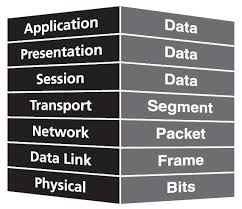 Application Data
Presentation Data
Session Data
Transport Segment
Network Packet
Data Link Frame
Physical Bits